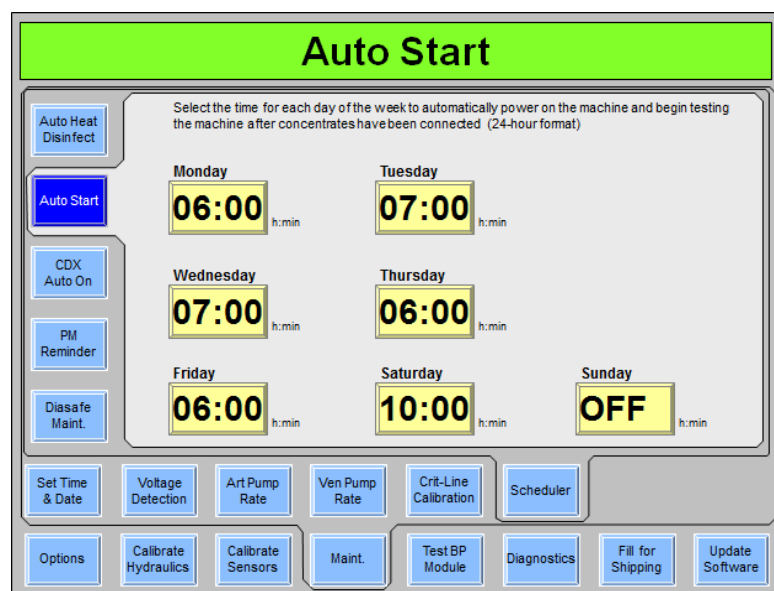 Auto Start
Select the time for each day of the week to automatically power on the machine and begin testing
the machine after concentrates have been connected (24-hour format)
Auto Heat
Disinfect
Auto Start
CDX
Auto On
PM
Reminder
Diasafe
Maint.
Monday
06:00 h:min
Tuesday
07:00 h:min
Wednesday
07:00 h:min
Thursday
06:00 h:min
Friday
06:00 h:min
Saturday
10:00 h:min
Sunday
OFF h:min
Set Time
& Date
Voltage
Detection
Art Pump
Rate
Ven Pump
Rate
Crit-Line
Calibration
Scheduler
Options
Calibrate
Hydraulics
Calibrate
Sensors
Maint.
Test BP
Module
Diagnostics
Fill for
Shipping
Update
Software